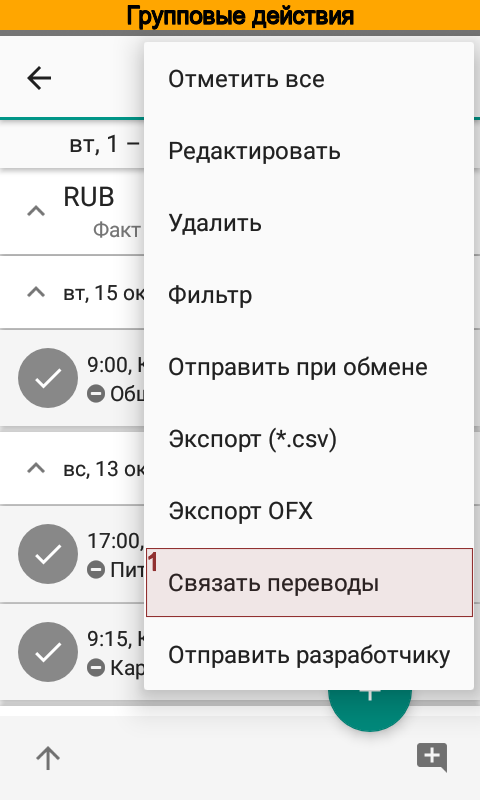 Групповые действия
Отметить все
вт, 1 –
Редактировать
RUB
Удалить
Факт
вт, 15 ок
Фильтр
9:00,
Отправить при обмене
Экспорт (*.csv)
вс, 13 ок
Экспорт OFX
17:00,
1
Пит
Связать переводы
9:15,
Отправить разработчику
Кар